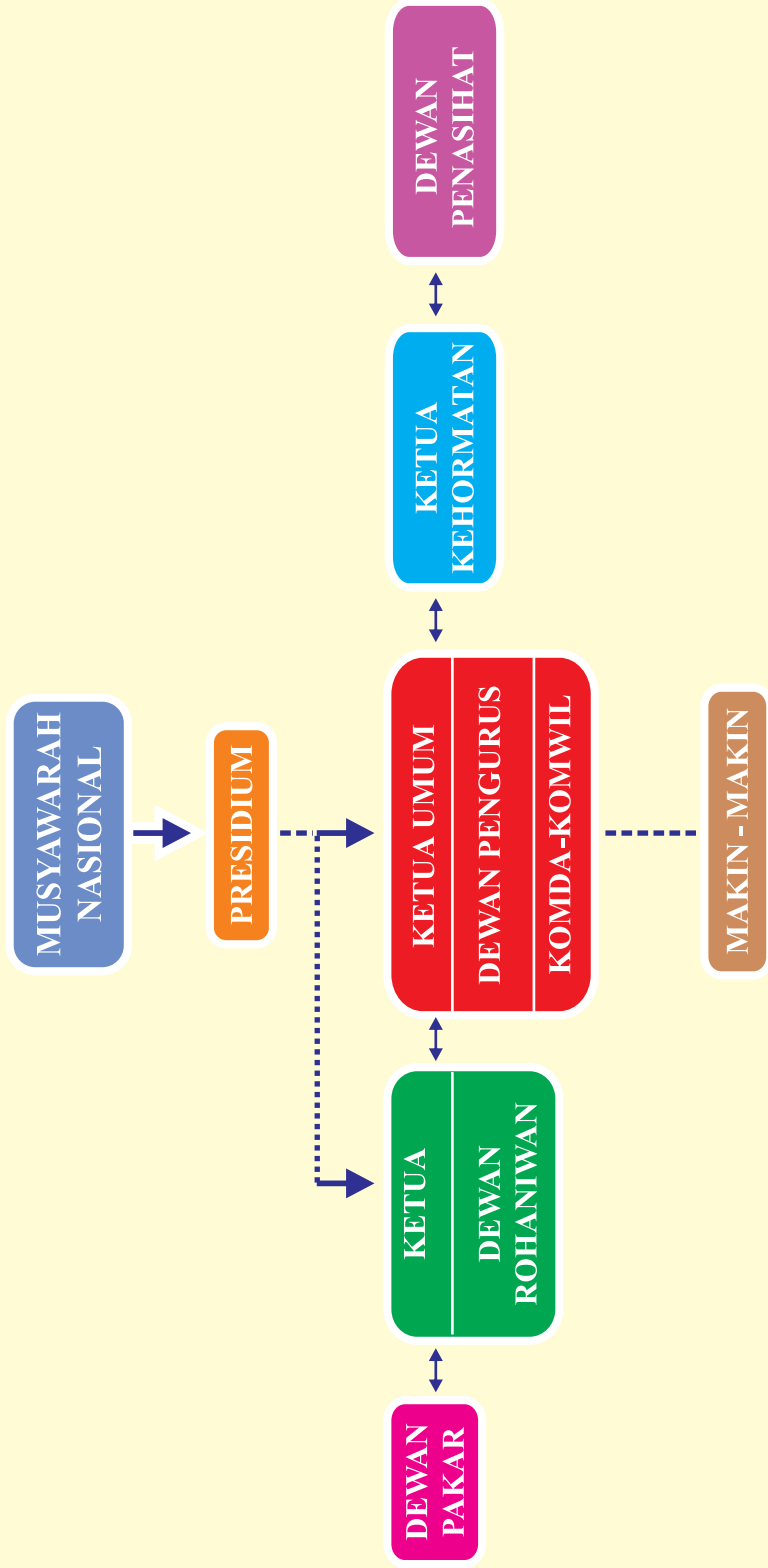 MUSYAWARAH
NASIONAL
PRESIDIUM
DEWAN
PAKAR
KETUA
DEWAN
ROHANIWAN
KETUA UMUM
DEWAN PENGURUS
KOMDA-KOMWIL
KETUA
KEHORMATAN
DEWAN
PENASIHAT
MAKIN - MAKIN